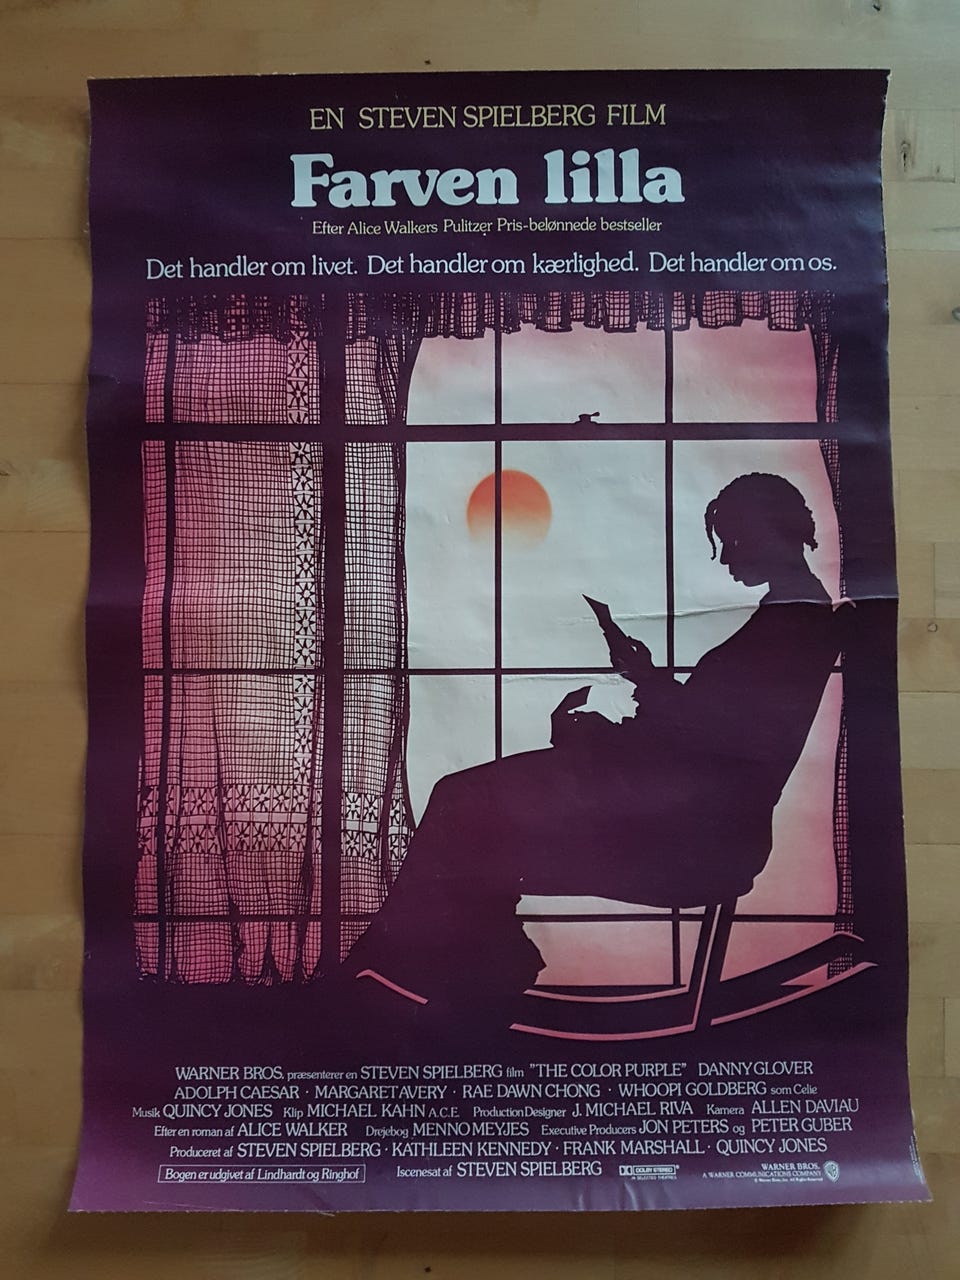 EN STEVEN SPIELBERG FILM
Farven lilla
Efter Alice Walkers Pulitzer Pris-belønnede bestseller
Det handler om livet. Det handler om kærlighed. Det handler om os.
WARNER BROS. præsenterer en STEVEN SPIELBERG film "THE COLOR PURPLE" DANNY GLOVER
ADOLPH CAESAR · MARGARET AVERY · RAE DAWN CHONG · WHOOPI GOLDBERG som Celie
Musik QUINCY JONES Klip MICHAEL KAHN A.C.E. Production Designer J. MICHAEL RIVA Kamera ALLEN DAVIAU
Efter en roman af ALICE WALKER Drejebog MENNO MEYJES Executive Producers JON PETERS og PETER GUBER
Produceret af STEVEN SPIELBERG · KATHLEEN KENNEDY · FRANK MARSHALL · QUINCY JONES
Bogen er udgivet af Lindhardt og Ringhof Iscenesat af STEVEN SPIELBERG DOLBY STEREO IN SELECTED THEATRES WARNER BROS. A WARNER COMMUNICATIONS COMPANY